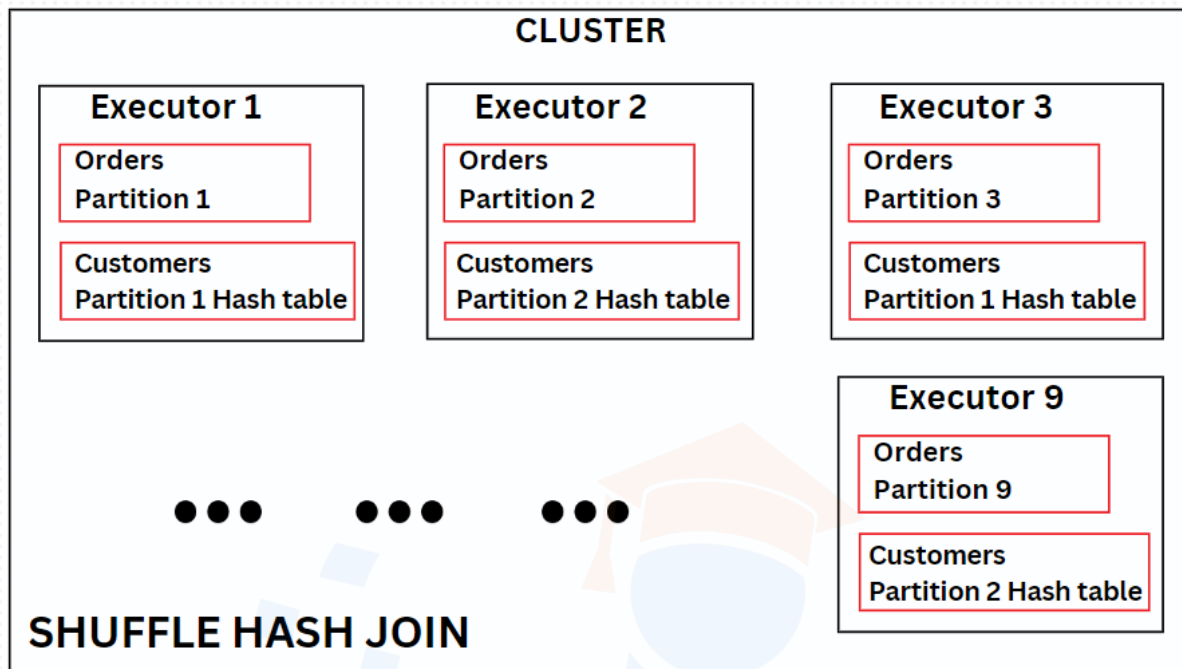 CLUSTER
Executor 1
Orders
Partition 1
Customers
Partition 1 Hash table
Executor 2
Orders
Partition 2
Customers
Partition 2 Hash table
Executor 3
Orders
Partition 3
Customers
Partition 1 Hash table
Executor 9
Orders
Partition 9
Customers
Partition 2 Hash table
SHUFFLE HASH JOIN